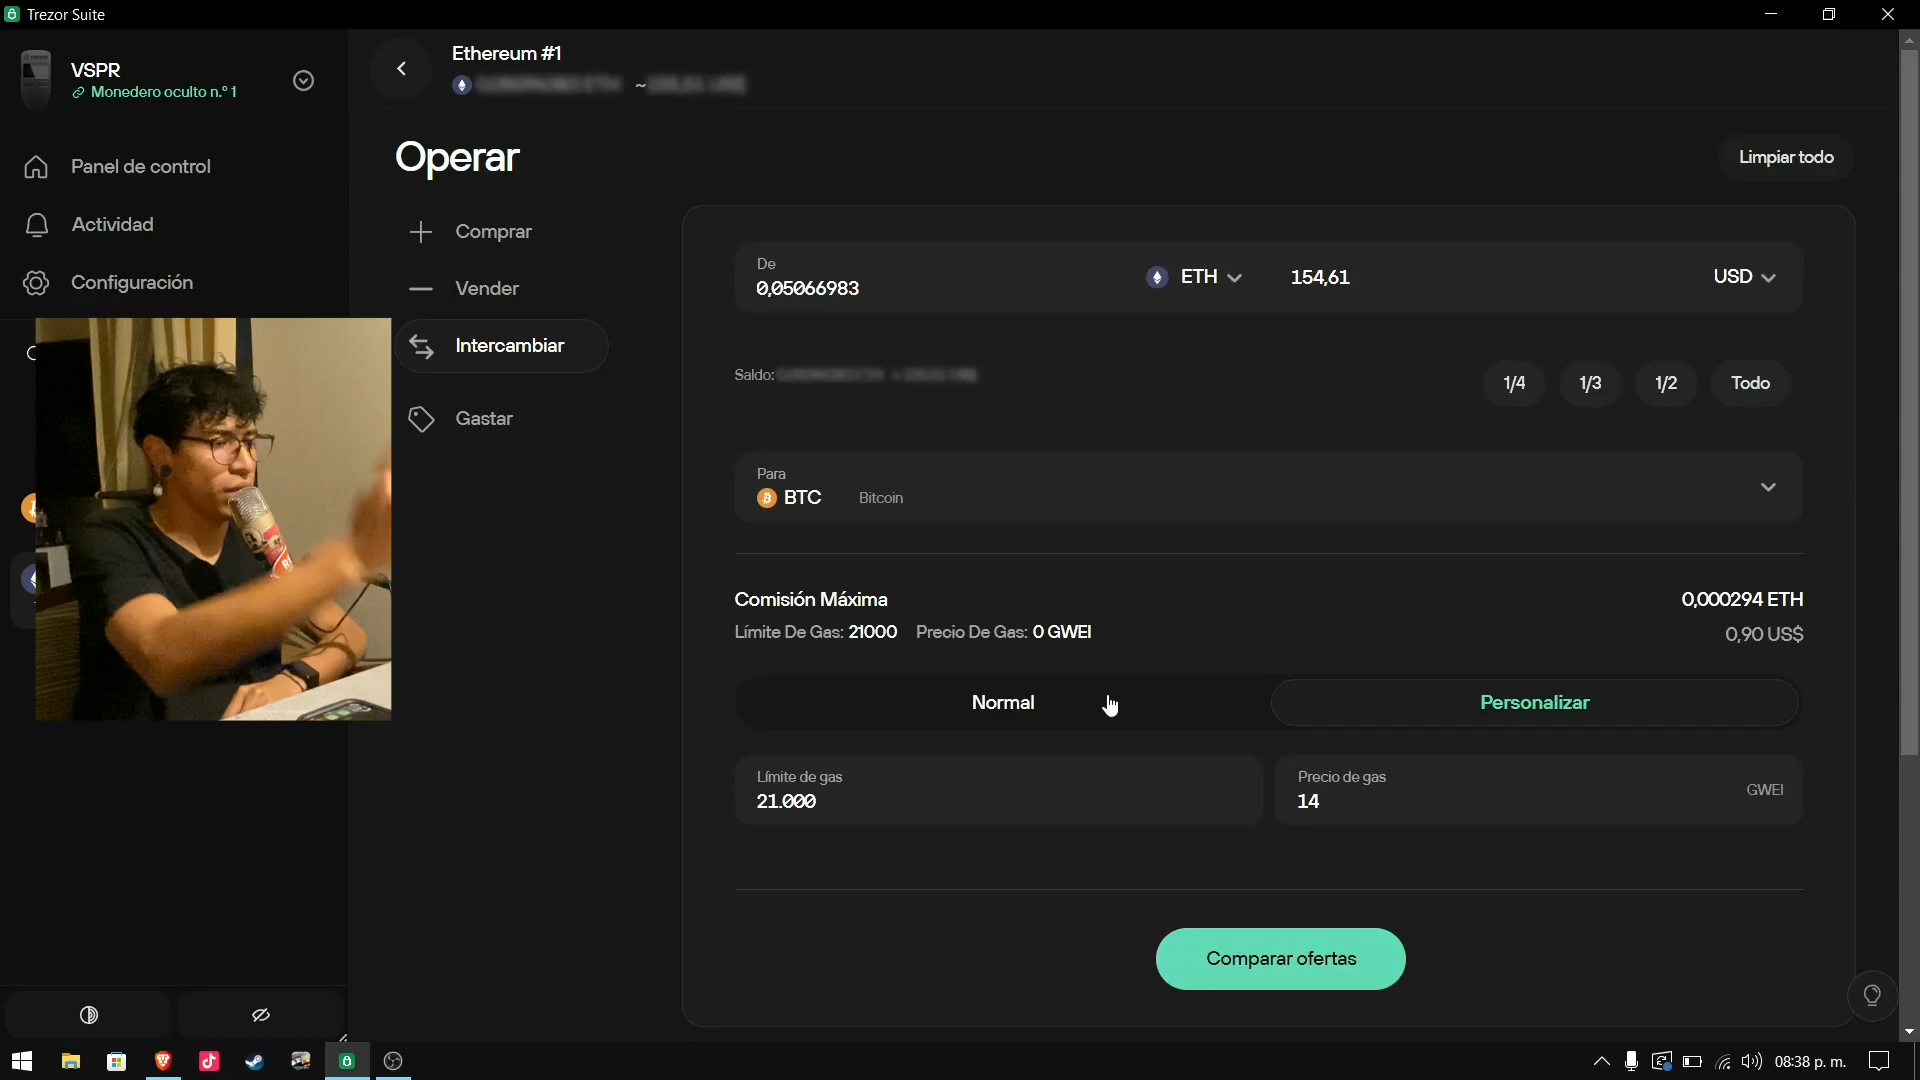 Trezor Suite
VSPR
Monedero oculto n.º 1
Panel de control
Actividad
Configuración
Ethereum #1
~
Operar
Limpiar todo
Comprar
Vender
Intercambiar
Gastar
De
0,05066983
ETH
154,61
USD
Saldo:
1/4
1/3
1/2
Todo
Para
BTC
Bitcoin
Comisión Máxima
0,000294 ETH
Límite De Gas: 21000 Precio De Gas: 0 GWEI
0,90 US$
Normal
Personalizar
Límite de gas
21.000
Precio de gas
14
GWEI
Comparar ofertas
08:38 p. m.